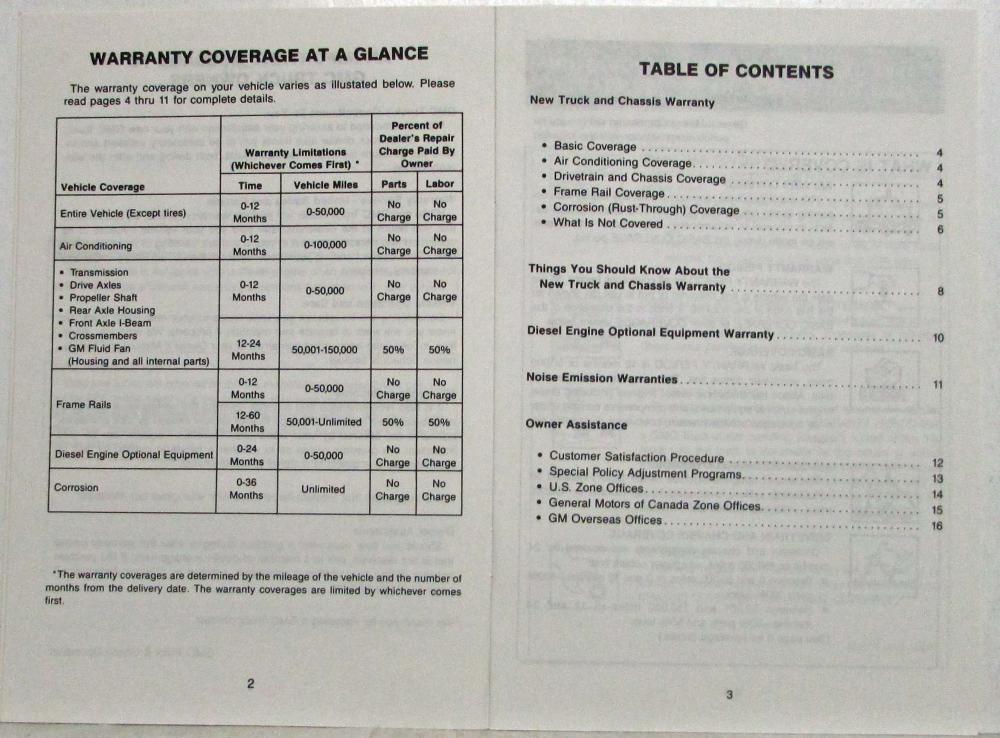 WARRANTY COVERAGE AT A GLANCE
The warranty coverage on your vehicle varies as illustated below. Please
read pages 4 thru 11 for complete details.
Vehicle Coverage
Warranty Limitations
(Whichever Comes First) *
Percent of
Dealer's Repair
Charge Paid By
Owner
Time Vehicle Miles Parts Labor
Entire Vehicle (Except tires) 0-12 Months 0-50,000 No Charge No Charge
Air Conditioning 0-12 Months 0-100,000 No Charge No Charge
• Transmission
• Drive Axles
• Propeller Shaft
• Rear Axle Housing
• Front Axle I-Beam
• Crossmembers
• GM Fluid Fan
(Housing and all internal parts)
0-12 Months 0-50,000 No Charge No Charge
12-24 Months 50,001-150,000 50% 50%
Frame Rails
0-12 Months 0-50,000 No Charge No Charge
12-60 Months 50,001-Unlimited 50% 50%
Diesel Engine Optional Equipment 0-24 Months 0-50,000 No Charge No Charge
Corrosion 0-36 Months Unlimited No Charge No Charge
*The warranty coverages are determined by the mileage of the vehicle and the number of
months from the delivery date. The warranty coverages are limited by whichever comes
first.
2
TABLE OF CONTENTS
New Truck and Chassis Warranty
• Basic Coverage 4
• Air Conditioning Coverage 4
• Drivetrain and Chassis Coverage 4
• Frame Rail Coverage 5
• Corrosion (Rust-Through) Coverage 5
• What Is Not Covered 6
Things You Should Know About the
New Truck and Chassis Warranty 8
Diesel Engine Optional Equipment Warranty 10
Noise Emission Warranties 11
Owner Assistance
• Customer Satisfaction Procedure 12
• Special Policy Adjustment Programs 13
• U.S. Zone Offices 14
• General Motors of Canada Zone Offices 15
• GM Overseas Offices 16
3